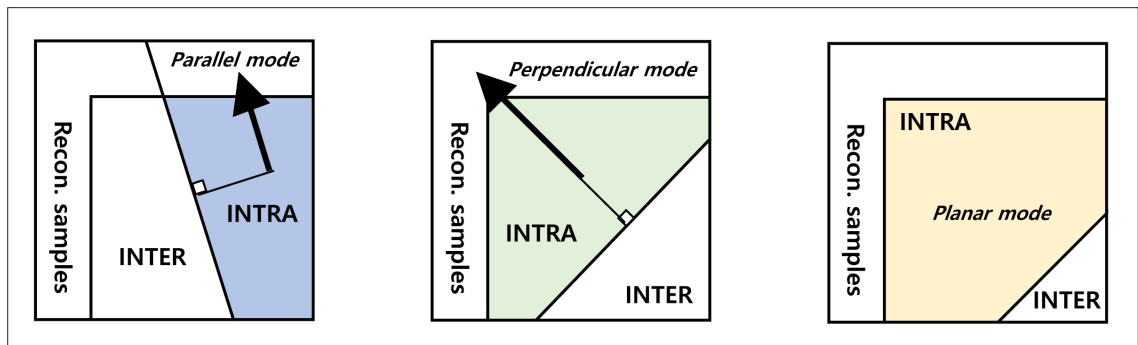 Recon. samples
Parallel mode
INTER
INTRA
Recon. samples
Perpendicular mode
INTRA
INTER
Recon. samples
INTRA
Planar mode
INTER